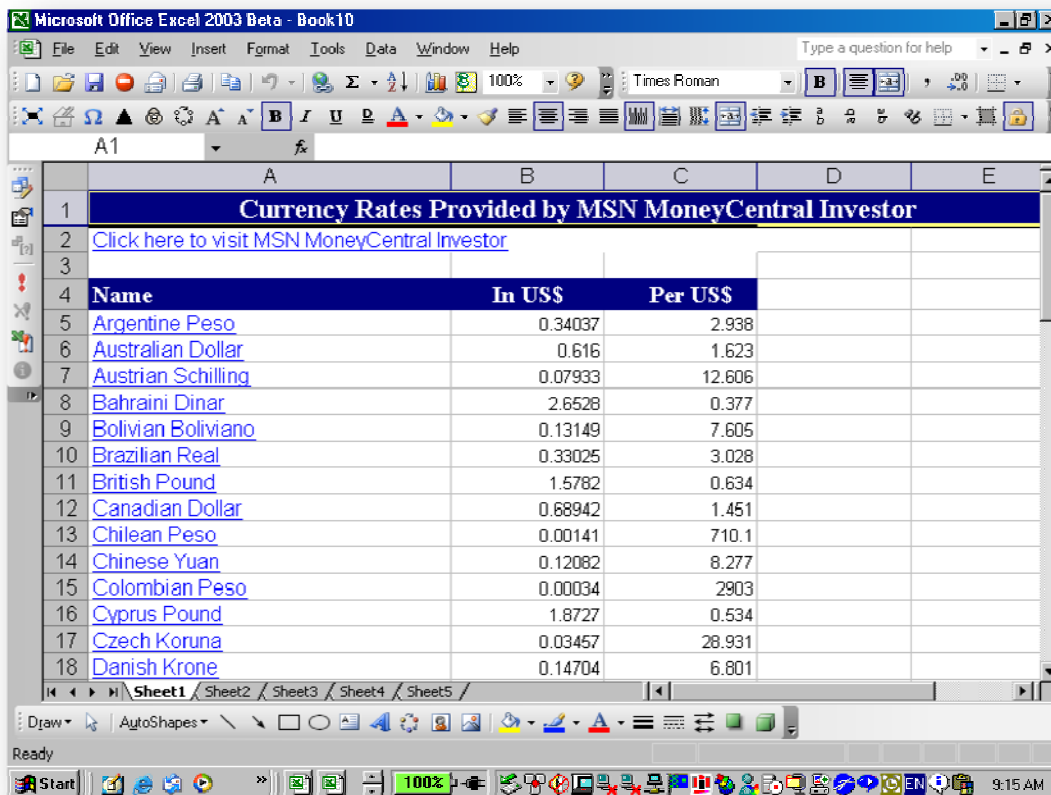 Microsoft Office Excel 2003 Beta - Book10
File Edit View Insert Format Tools Data Window Help Type a question for help
100% Times Roman B
B I U D A
A1 fx
A B C D E
1 Currency Rates Provided by MSN MoneyCentral Investor
2 Click here to visit MSN MoneyCentral Investor
3
4 Name In US$ Per US$
5 Argentine Peso 0.34037 2.938
6 Australian Dollar 0.616 1.623
7 Austrian Schilling 0.07933 12.606
8 Bahraini Dinar 2.6528 0.377
9 Bolivian Boliviano 0.13149 7.605
10 Brazilian Real 0.33025 3.028
11 British Pound 1.5782 0.634
12 Canadian Dollar 0.68942 1.451
13 Chilean Peso 0.00141 710.1
14 Chinese Yuan 0.12082 8.277
15 Colombian Peso 0.00034 2903
16 Cyprus Pound 1.8727 0.534
17 Czech Koruna 0.03457 28.931
18 Danish Krone 0.14704 6.801
Sheet1 Sheet2 Sheet3 Sheet4 Sheet5
Draw AutoShapes A
Ready
Start 100% EN 9:15 AM